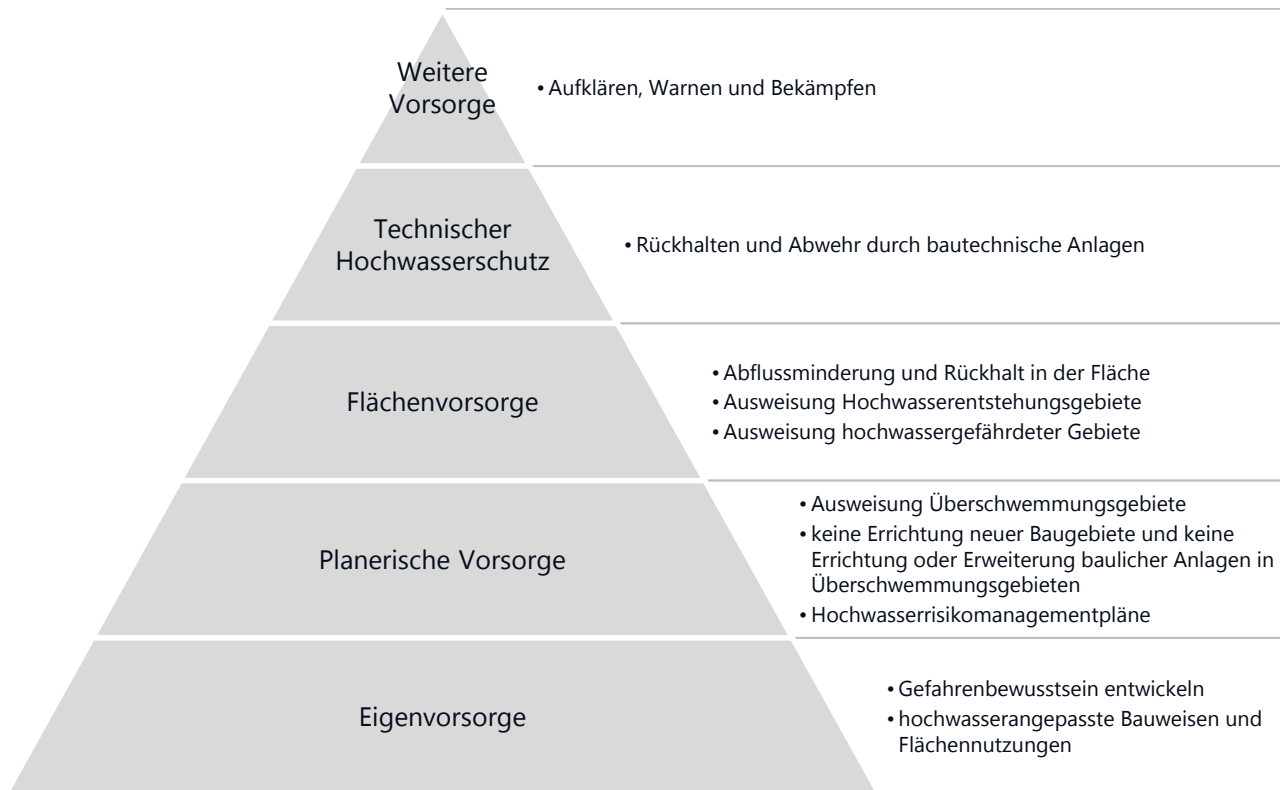 Weitere
Vorsorge
• Aufklären, Warnen und Bekämpfen
Technischer
Hochwasserschutz
• Rückhalten und Abwehr durch bautechnische Anlagen
Flächenvorsorge
• Abflussminderung und Rückhalt in der Fläche
• Ausweisung Hochwasserentstehungsgebiete
• Ausweisung hochwassergefährdeter Gebiete
Planerische Vorsorge
• Ausweisung Überschwemmungsgebiete
• keine Errichtung neuer Baugebiete und keine
Errichtung oder Erweiterung baulicher Anlagen in
Überschwemmungsgebieten
• Hochwasserrisikomanagementpläne
Eigenvorsorge
• Gefahrenbewusstsein entwickeln
• hochwasserangepasste Bauweisen und
Flächennutzungen